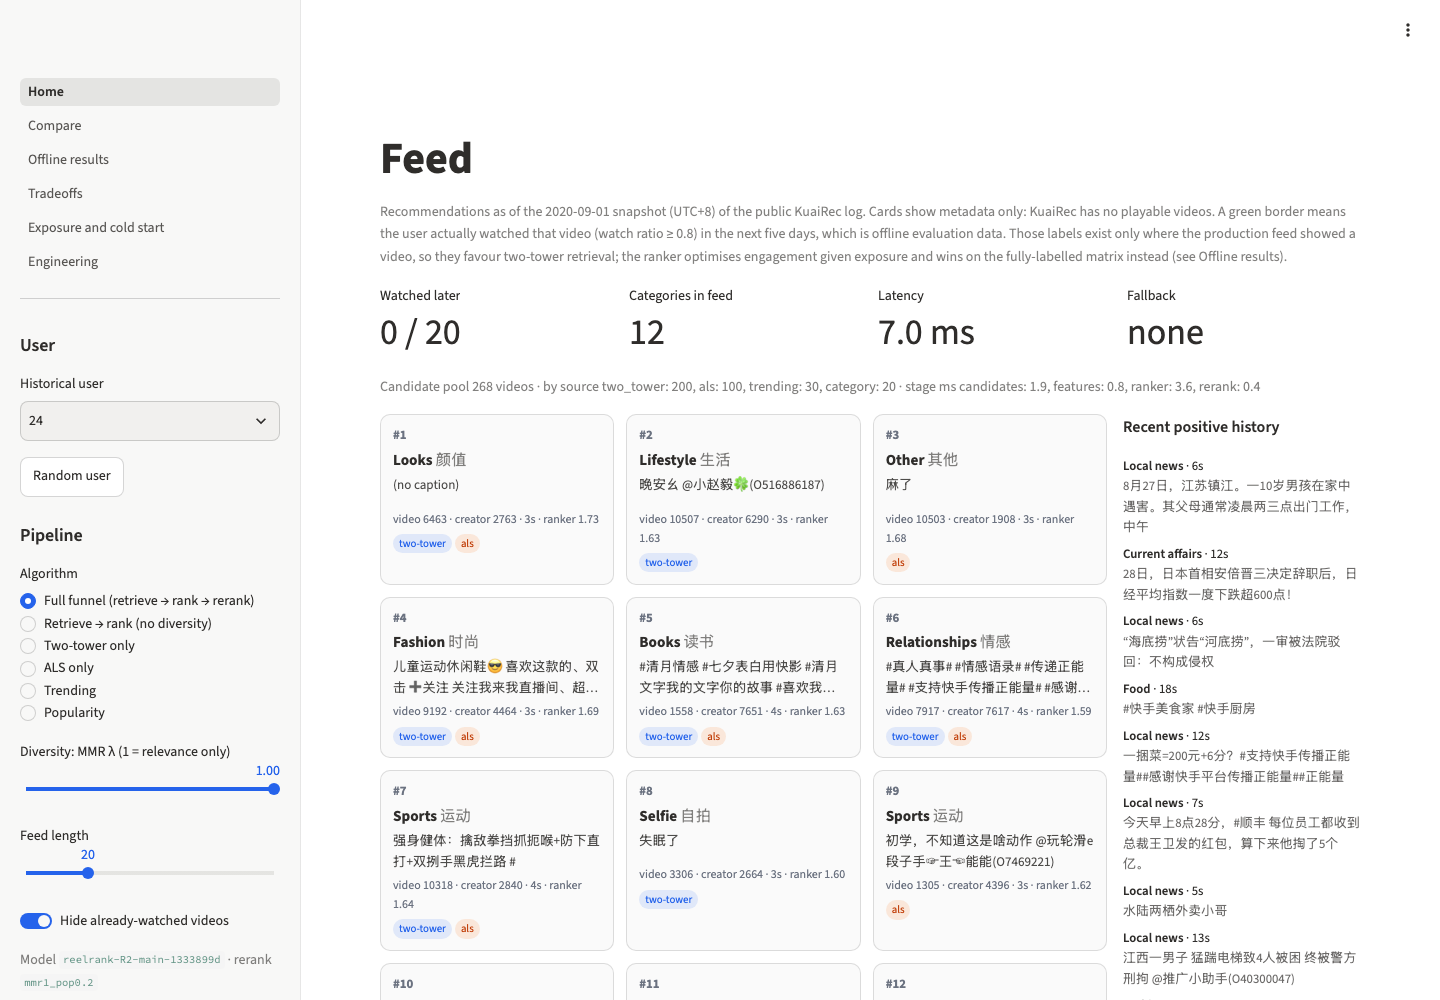 Home
Compare
Offline results
Tradeoffs
Exposure and cold start
Engineering
User
Historical user
24
Random user
Pipeline
Algorithm
Full funnel (retrieve → rank → rerank)
Retrieve → rank (no diversity)
Two-tower only
ALS only
Trending
Popularity
Diversity: MMR λ (1 = relevance only)
1.00
Feed length
20
Hide already-watched videos
Model reelrank-R2-main-1333899d · rerank
mmr1_pop0.2
Feed
Recommendations as of the 2020-09-01 snapshot (UTC+8) of the public KuaiRec log. Cards show metadata only: KuaiRec has no playable videos. A green border means
the user actually watched that video (watch ratio ≥ 0.8) in the next five days, which is offline evaluation data. Those labels exist only where the production feed showed a
video, so they favour two-tower retrieval; the ranker optimises engagement given exposure and wins on the fully-labelled matrix instead (see Offline results).
Watched later
0 / 20
Categories in feed
12
Latency
7.0 ms
Fallback
none
Candidate pool 268 videos · by source two_tower: 200, als: 100, trending: 30, category: 20 · stage ms candidates: 1.9, features: 0.8, ranker: 3.6, rerank: 0.4
#1
Looks 颜值
(no caption)
video 6463 · creator 2763 · 3s · ranker 1.73
two-tower als
#2
Lifestyle 生活
晚安幺 @小赵毅🍀(O516886187)
video 10507 · creator 6290 · 3s · ranker
1.63
two-tower
#3
Other 其他
麻了
video 10503 · creator 1908 · 3s · ranker
1.68
als
#4
Fashion 时尚
儿童运动休闲鞋😎喜欢这款的、双
击➕关注 关注我来我直播间、超…
video 9192 · creator 4464 · 3s · ranker 1.69
two-tower als
#5
Books 读书
#清月情感 #七夕表白用快影 #清月
文字我的文字你的故事 #喜欢我…
video 1558 · creator 7651 · 4s · ranker 1.63
two-tower als
#6
Relationships 情感
#真人真事# #情感语录# #传递正能
量# #支持快手传播正能量# #感谢…
video 7917 · creator 7617 · 4s · ranker 1.59
two-tower als
#7
Sports 运动
强身健体：擒敌拳挡抓扼喉+防下直
打+双捌手黑虎拦路 #
video 10318 · creator 2840 · 4s · ranker
1.64
two-tower als
#8
Selfie 自拍
失眠了
video 3306 · creator 2664 · 3s · ranker 1.60
two-tower
#9
Sports 运动
初学，不知道这是啥动作 @玩轮滑e
段子手☞王☜能能(O7469221)
video 1305 · creator 4396 · 3s · ranker 1.62
als
#10
#11
#12
Recent positive history
Local news · 6s
8月27日，江苏镇江。一10岁男孩在家中
遇害。其父母通常凌晨两三点出门工作，
中午
Current affairs · 12s
28日，日本首相安倍晋三决定辞职后，日
经平均指数一度下跌超600点！
Local news · 6s
“海底捞”状告“河底捞”，一审被法院驳
回：不构成侵权
Food · 18s
#快手美食家 #快手厨房
Local news · 12s
一捆菜=200元+6分？#支持快手传播正能
量##感谢快手平台传播正能量##正能量
Local news · 7s
今天早上8点28分，#顺丰 每位员工都收到
总裁王卫发的红包，算下来他掏了5个
亿。
Local news · 5s
水陆两栖外卖小哥
Local news · 13s
江西一男子 猛踹电梯致4人被困 终被警方
刑拘 @推广小助手(O40300047)